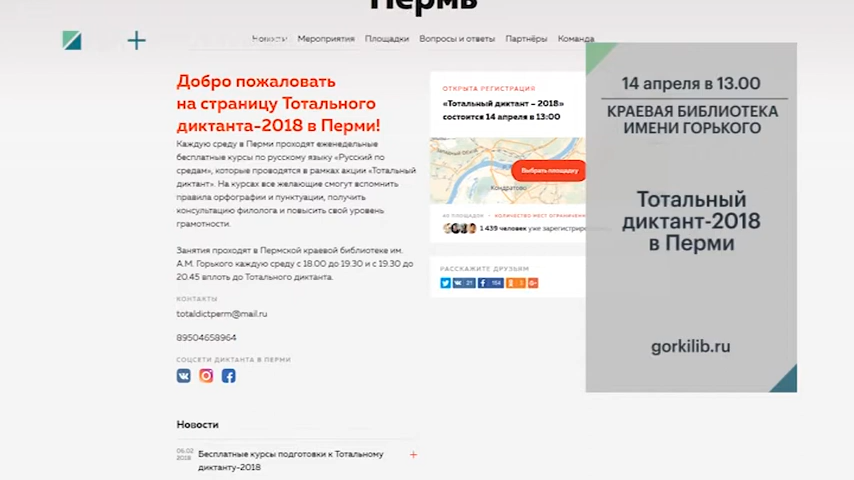 Пермь
Новости Мероприятия Площадки Вопросы и ответы Партнёры Команда
Добро пожаловать
на страницу Тотального
диктанта-2018 в Перми!
Каждую среду в Перми проходят еженедельные
бесплатные курсы по русскому языку «Русский по
средам», которые проводятся в рамках акции «Тотальный
диктант». На курсах все желающие смогут вспомнить
правила орфографии и пунктуации, получить
консультацию филолога и повысить свой уровень
грамотности.
Занятия проходят в Пермской краевой библиотеке им.
А.М. Горького каждую среду с 18.00 до 19:30 и с 19.30 до
20.45 вплоть до Тотального диктанта.
КОНТАКТЫ
totaldictperm@mail.ru
89504658964
СОЦСЕТИ ДИКТАНТА В ПЕРМИ
Новости
06.02
2018
Бесплатные курсы подготовки к Тотальному
диктанту-2018
ОТКРЫТА РЕГИСТРАЦИЯ
«Тотальный диктант – 2018»
состоится 14 апреля в 13:00
Выбрать площадку
Кондратово
1 439 человек уже зарегистриро
РАССКАЖИТЕ ДРУЗЬЯМ
14 апреля в 13.00
КРАЕВАЯ БИБЛИОТЕКА
ИМЕНИ ГОРЬКОГО
Тотальный
диктант-2018
в Перми
gorkilib.ru